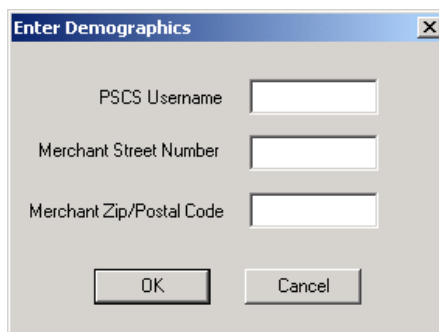 Enter Demographics
PSCS Username
Merchant Street Number
Merchant Zip/Postal Code
OK Cancel